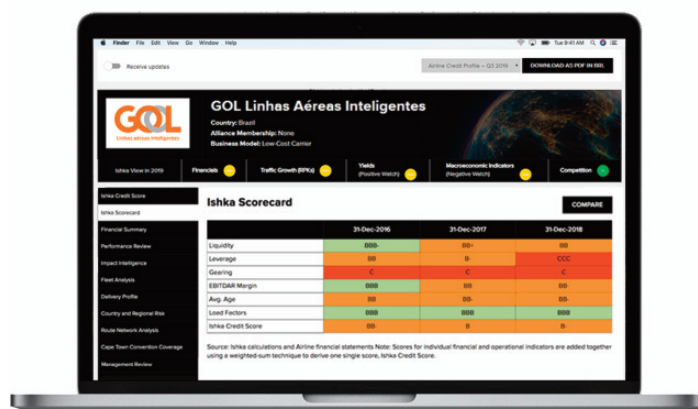 Finder File Edit View Go Window Help
Tue 9:41 AM
Receive updates
Airline Credit Profile – Q3 2019
DOWNLOAD AS PDF IN BRL
GOL
Linhas aéreas inteligentes
GOL Linhas Aéreas Inteligentes
Country: Brazil
Alliance Membership: None
Business Model: Low-Cost Carrier
Ishka View in 2019
Financials
Traffic Growth (RPKs)
Yields
(Positive Watch)
Macroeconomic Indicators
(Negative Watch)
Competition
Ishka Credit Score
Ishka Scorecard
Financial Summary
Performance Review
Impact Intelligence
Fleet Analysis
Delivery Profile
Country and Regional Risk
Route Network Analysis
Cape Town Convention Coverage
Management Review
Ishka Scorecard
COMPARE
31-Dec-2016 31-Dec-2017 31-Dec-2018
Liquidity BBB- BB+ BB
Leverage BB B- CCC
Gearing C C C
EBITDAR Margin BBB BB BB-
Avg. Age BB BB- BB-
Load Factors BBB BBB BBB
Ishka Credit Score BB- B B-
Source: Ishka calculations and Airline financial statements Note: Scores for individual financial and operational indicators are added together
using a weighted-sum technique to derive one single score, Ishka Credit Score.